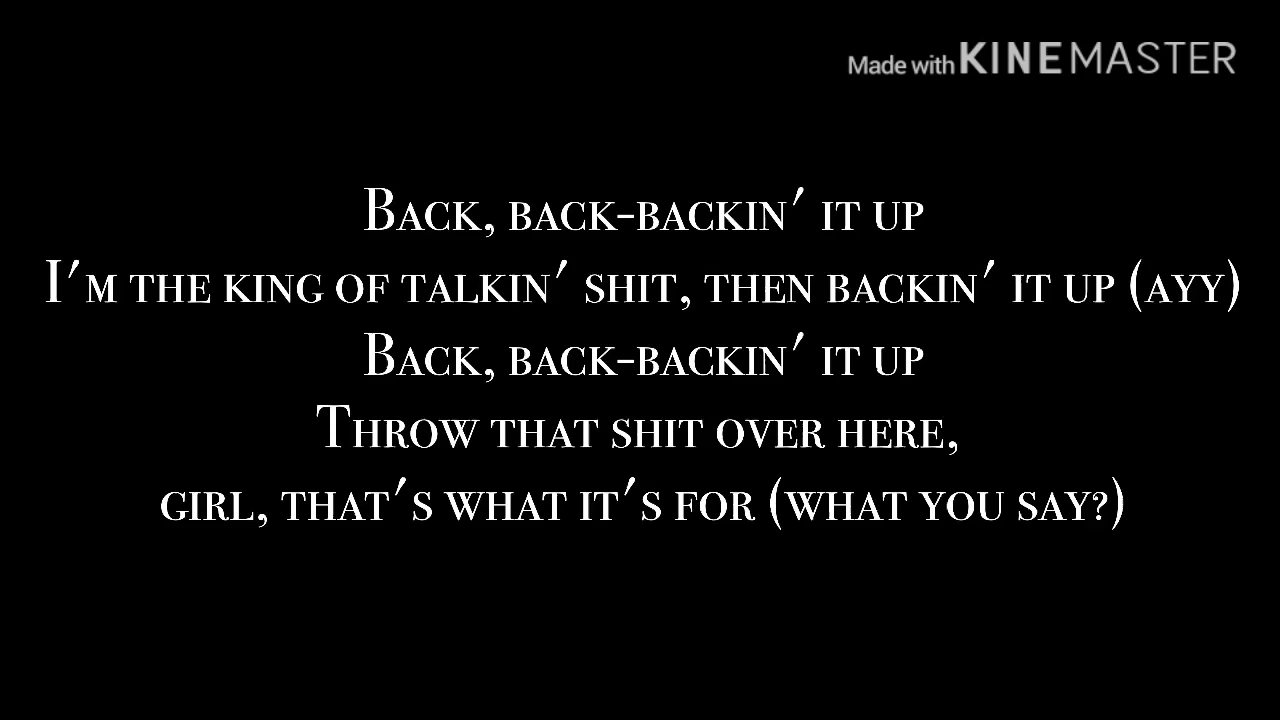 Made with KINEMASTER
Back, back-backin' it up
I'm the king of talkin' shit, then backin' it up (ayy)
Back, back-backin' it up
Throw that shit over here,
girl, that's what it's for (what you say?)